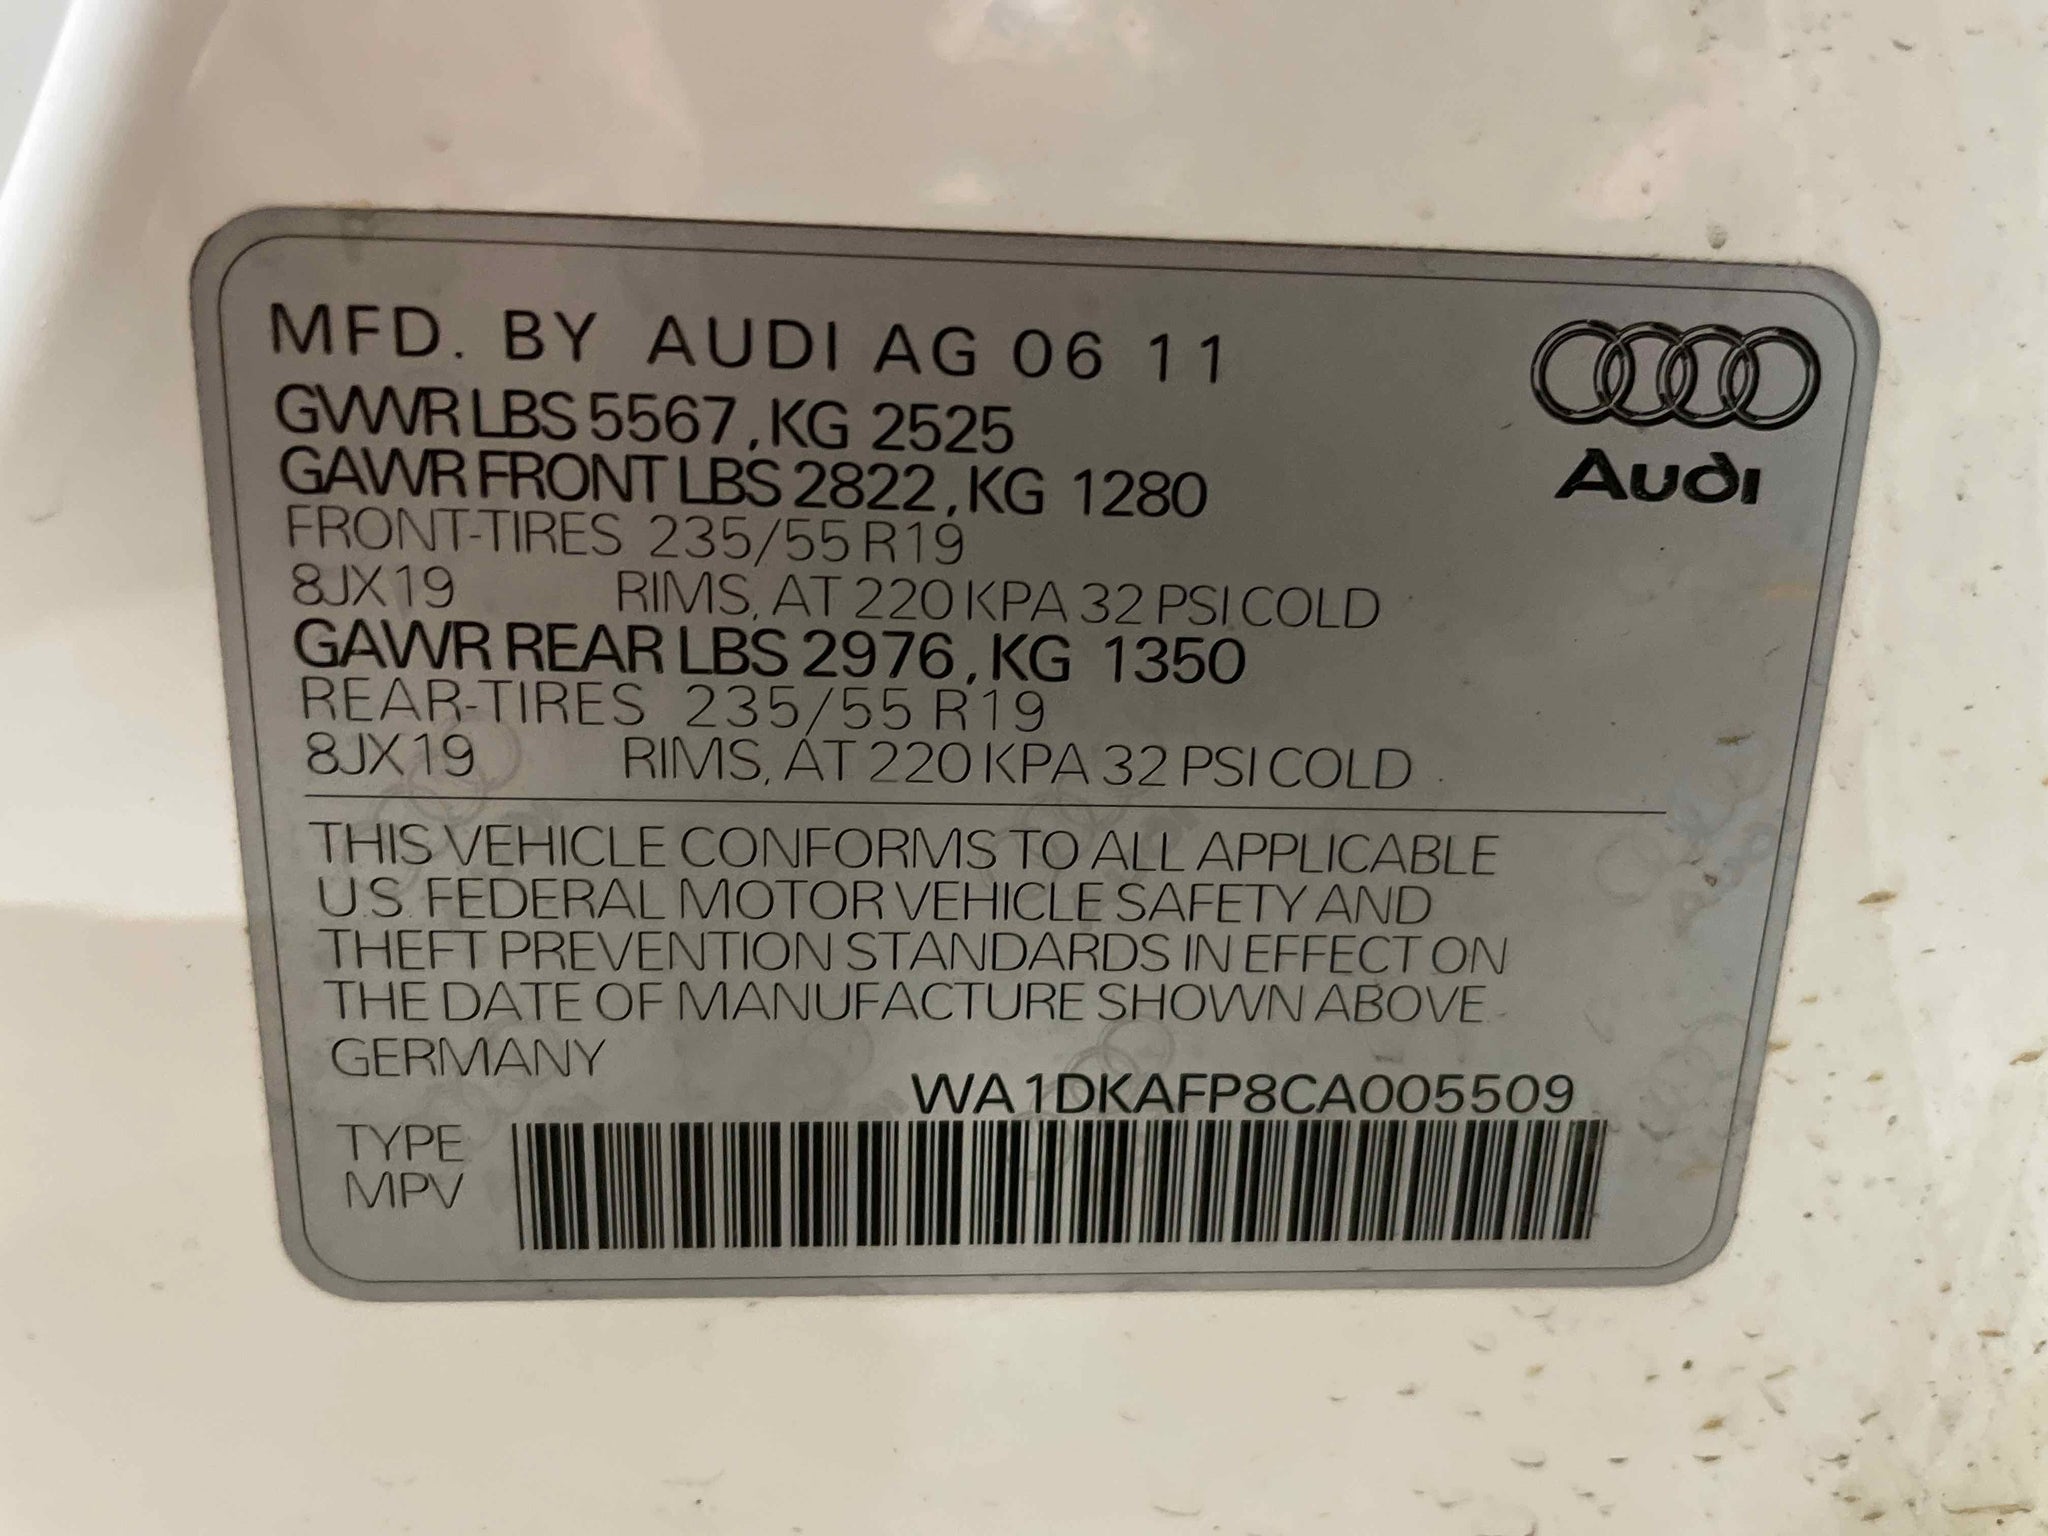 MFD. BY AUDI AG 06 11
GVWR LBS 5567, KG 2525
GAWR FRONT LBS 2822, KG 1280
FRONT-TIRES 235/55 R19
8JX19 RIMS, AT 220 KPA 32 PSI COLD
GAWR REAR LBS 2976, KG 1350
REAR-TIRES 235/55 R19
8JX19 RIMS, AT 220 KPA 32 PSI COLD
Audi
THIS VEHICLE CONFORMS TO ALL APPLICABLE
U.S. FEDERAL MOTOR VEHICLE SAFETY AND
THEFT PREVENTION STANDARDS IN EFFECT ON
THE DATE OF MANUFACTURE SHOWN ABOVE.
GERMANY
WA1DKAFP8CA005509
TYPE
MPV